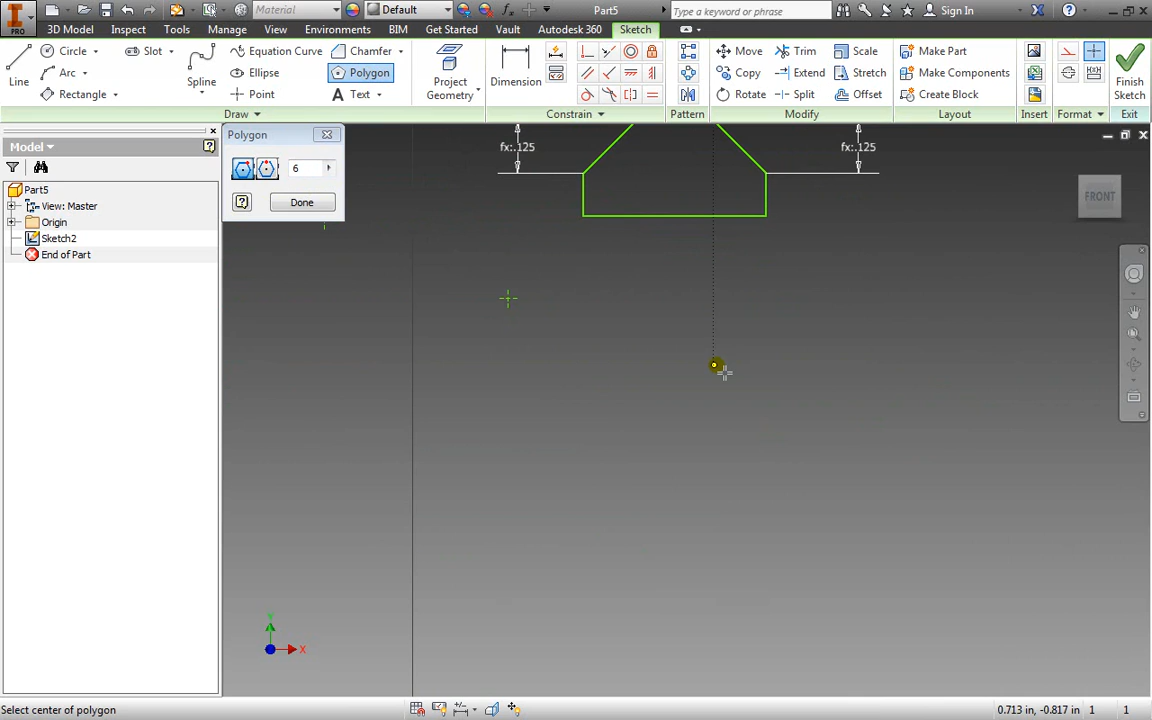 PRO
Material
Default
fx
Part5
Type a keyword or phrase
Sign In
3D Model Inspect Tools Manage View Environments BIM Get Started Vault Autodesk 360 Sketch
Line
Circle
Arc
Rectangle
Slot
Spline
Equation Curve
Ellipse
Point
Chamfer
Polygon
Text
Project Geometry
Dimension
Move
Copy
Rotate
Trim
Extend
Split
Scale
Stretch
Offset
Make Part
Make Components
Create Block
Finish Sketch
Draw Constrain Pattern Modify Layout Insert Format Exit
Model
Part5
View: Master
Origin
Sketch2
End of Part
Polygon
6
Done
fx:.125
fx:.125
FRONT
Y
X
Select center of polygon
0.713 in, -0.817 in 1 1